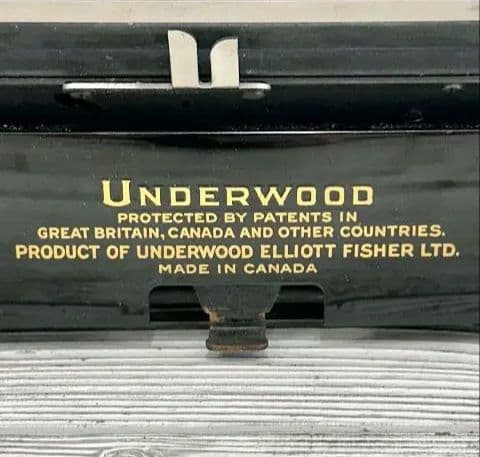 UNDERWOOD
PROTECTED BY PATENTS IN
GREAT BRITAIN, CANADA AND OTHER COUNTRIES.
PRODUCT OF UNDERWOOD ELLIOTT FISHER LTD.
MADE IN CANADA